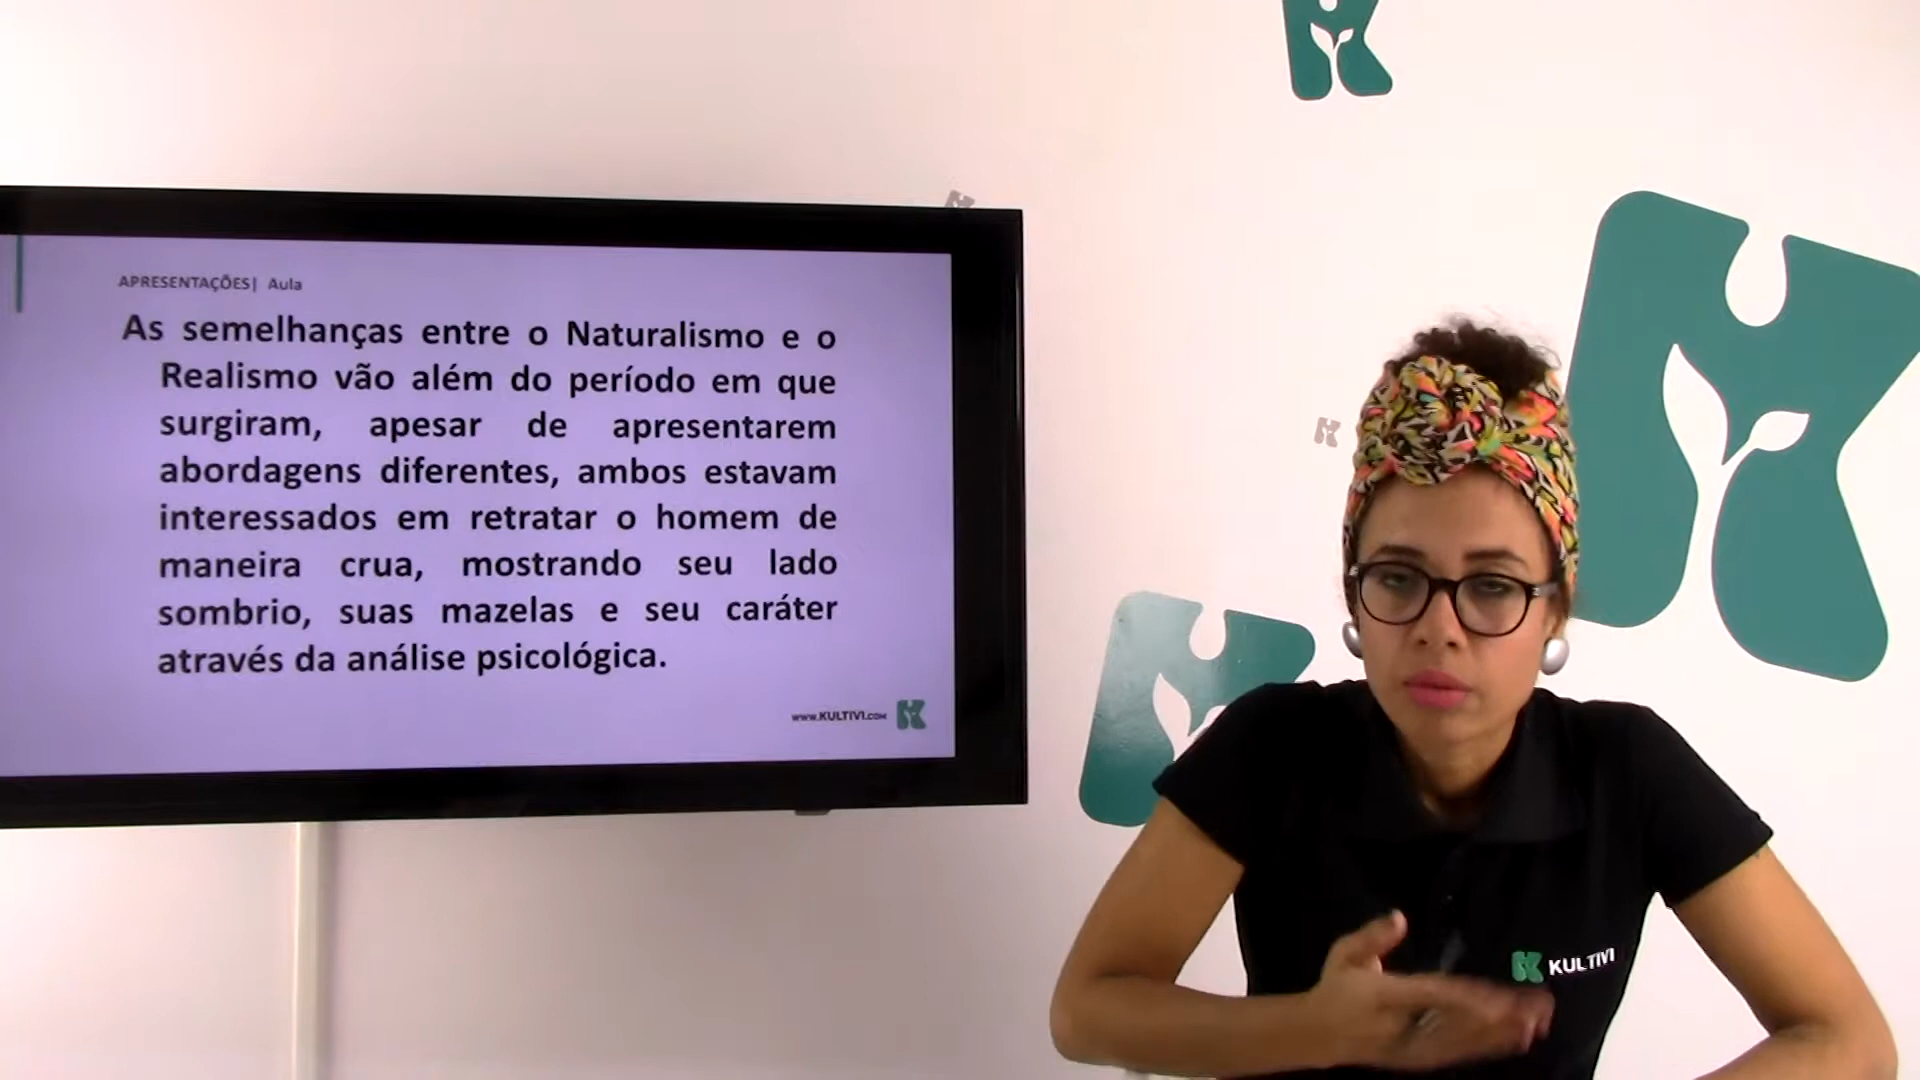 APRESENTAÇÕES| Aula
As semelhanças entre o Naturalismo e o
Realismo vão além do período em que
surgiram, apesar de apresentarem
abordagens diferentes, ambos estavam
interessados em retratar o homem de
maneira crua, mostrando seu lado
sombrio, suas mazelas e seu caráter
através da análise psicológica.
www.KULTIVI.COM
KULTIVI